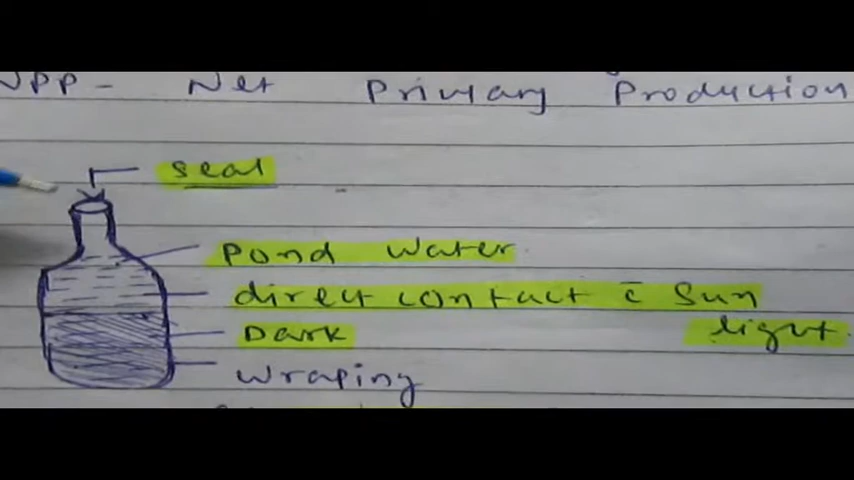 NPP - Net Primary Production
seal
Pond Water
direct contact c̄ Sun
light
Dark
wraping